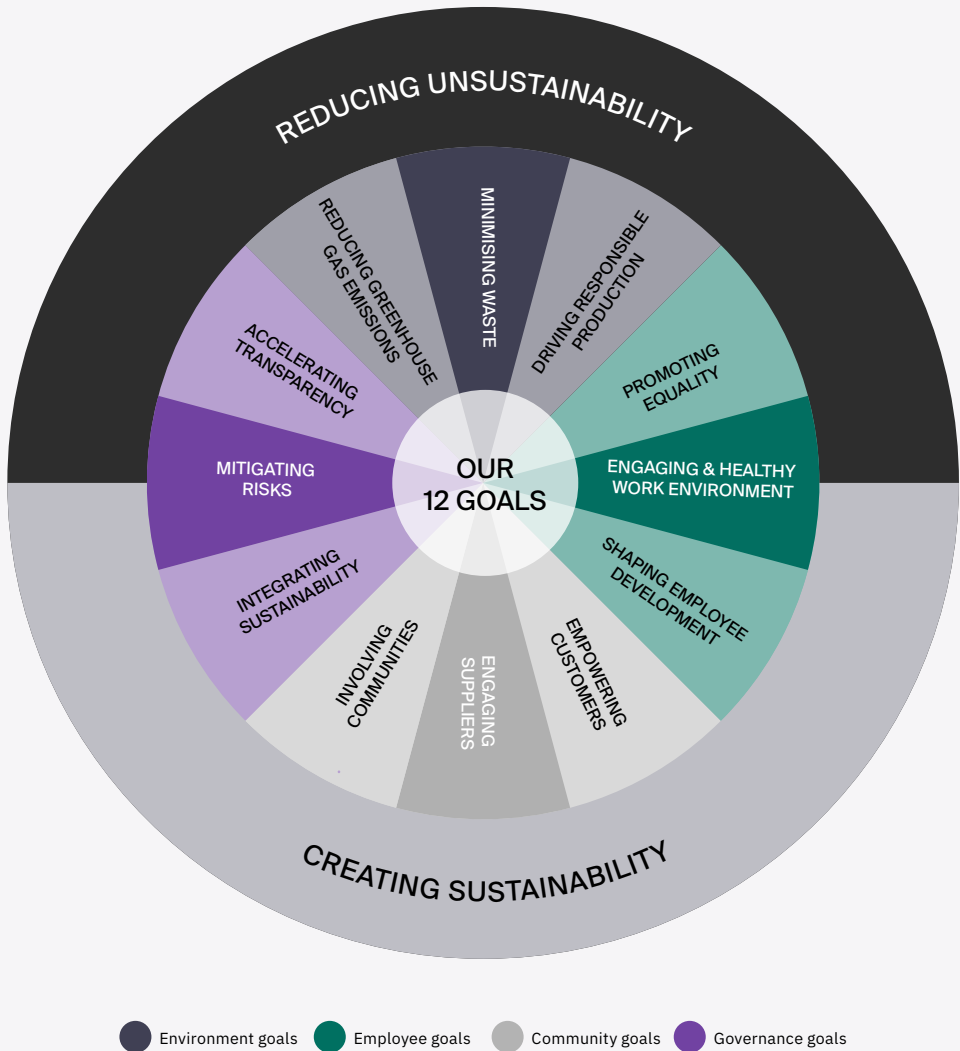 REDUCING UNSUSTAINABILITY
MINIMISING WASTE
DRIVING RESPONSIBLE
PRODUCTION
PROMOTING
EQUALITY
ENGAGING & HEALTHY
WORK ENVIRONMENT
SHAPING EMPLOYEE
DEVELOPMENT
EMPOWERING
CUSTOMERS
ENGAGING
SUPPLIERS
INVOLVING
COMMUNITIES
INTEGRATING
SUSTAINABILITY
MITIGATING
RISKS
ACCELERATING
TRANSPARENCY
REDUCING GREENHOUSE
GAS EMISSIONS
OUR
12 GOALS
CREATING SUSTAINABILITY
Environment goals
Employee goals
Community goals
Governance goals